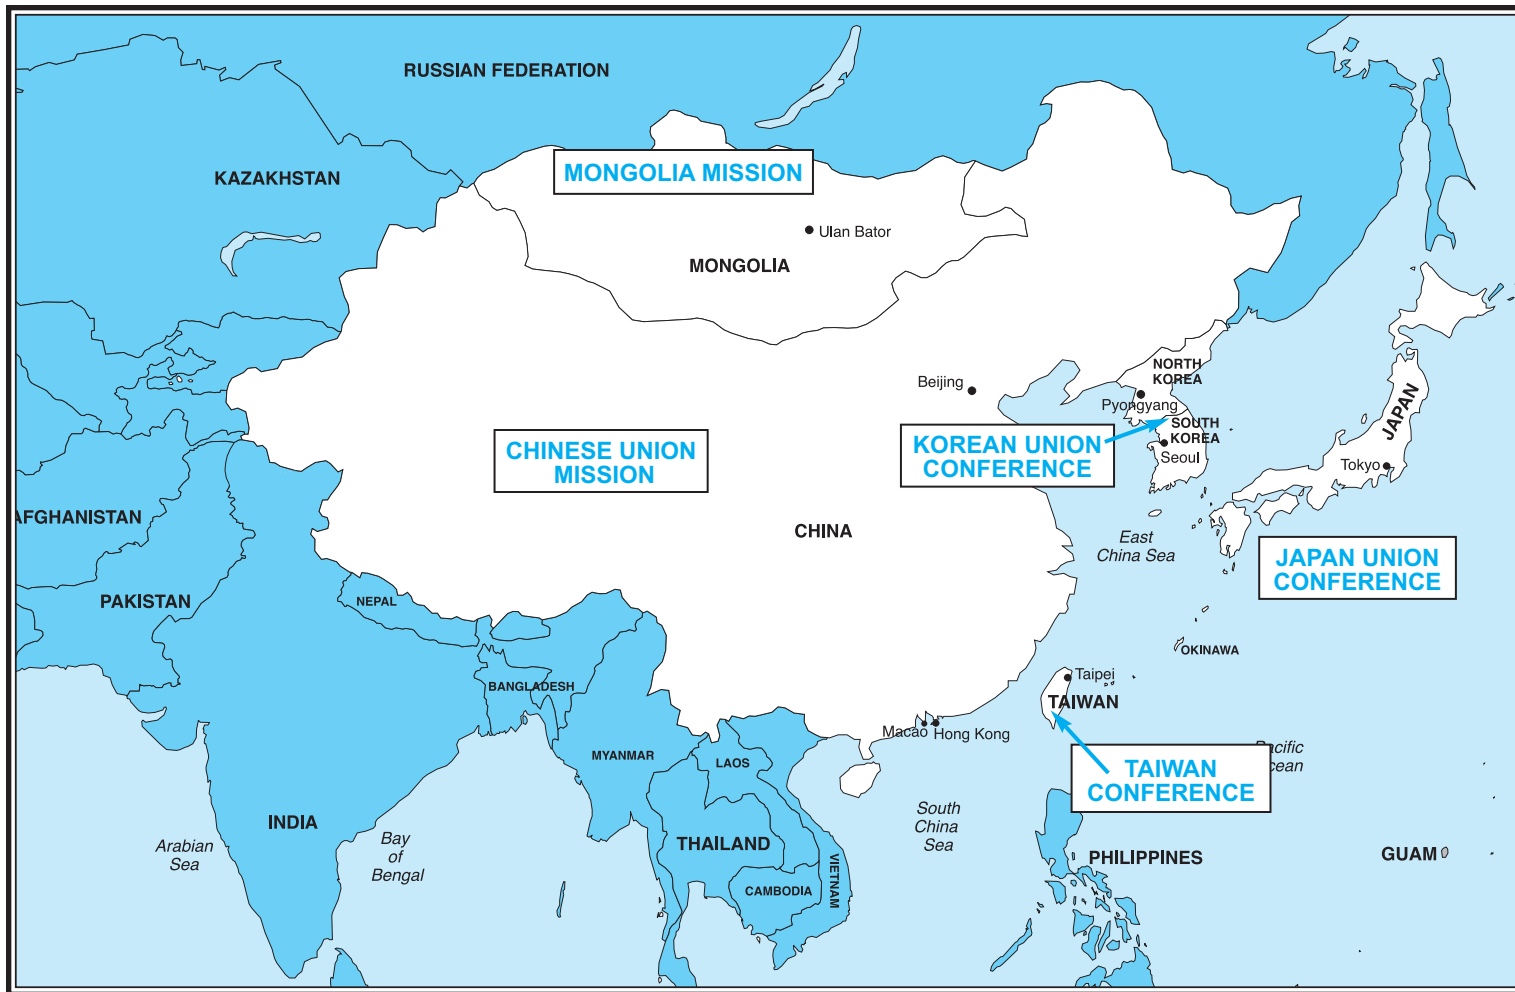 RUSSIAN FEDERATION
KAZAKHSTAN
MONGOLIA MISSION
Ulan Bator
MONGOLIA
NORTH
KOREA
Beijing
Pyongyang
SOUTH
KOREA
Seoul
JAPAN
Tokyo
KOREAN UNION
CONFERENCE
CHINESE UNION
MISSION
AFGHANISTAN
CHINA
East
China Sea
JAPAN UNION
CONFERENCE
PAKISTAN
NEPAL
OKINAWA
BANGLADESH
Taipei
TAIWAN
Macao
Hong Kong
MYANMAR
LAOS
Pacific
Ocean
TAIWAN
CONFERENCE
INDIA
Arabian
Sea
Bay
of
Bengal
THAILAND
South
China
Sea
VIETNAM
CAMBODIA
PHILIPPINES
GUAM